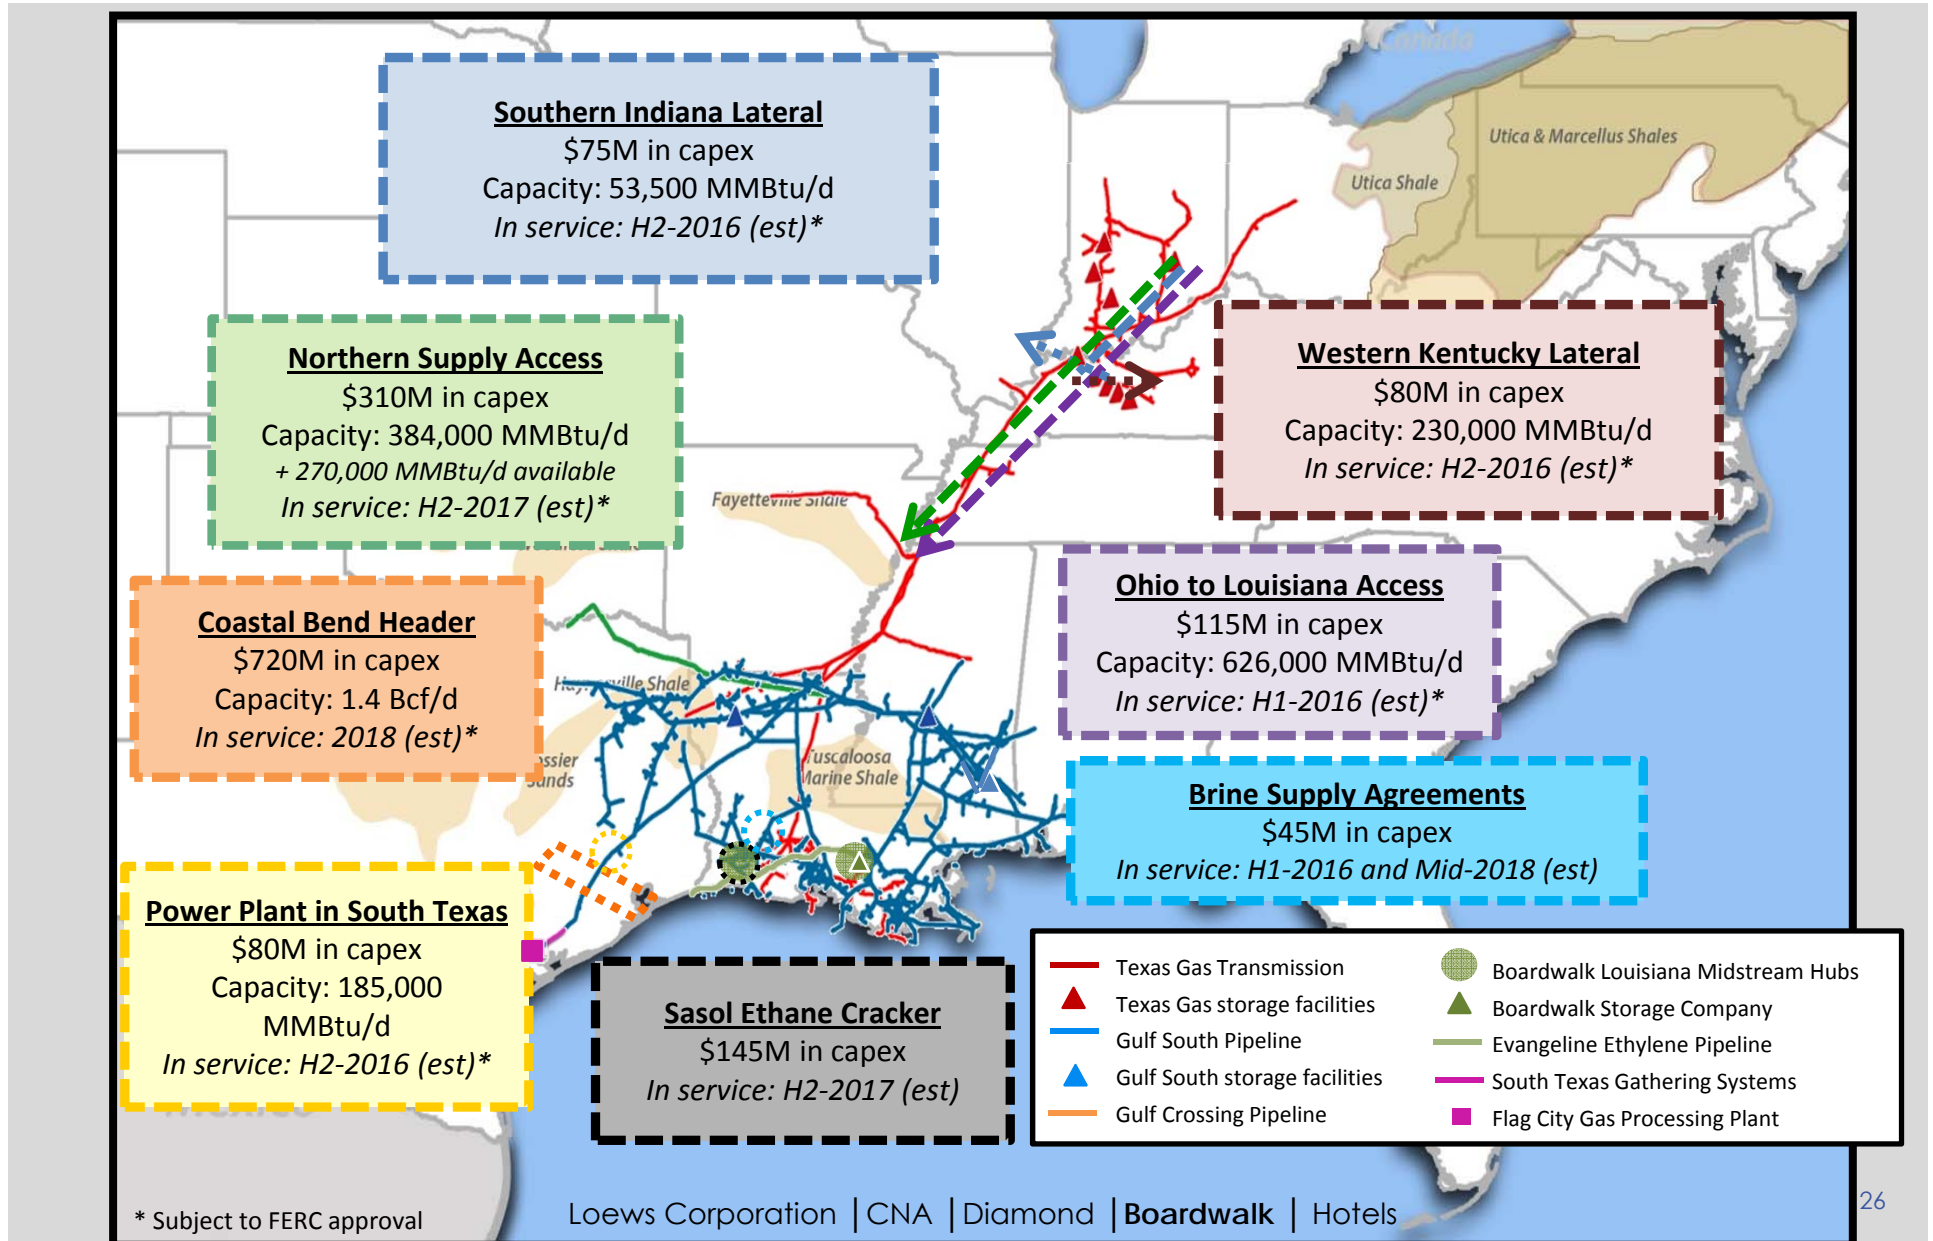 Canada
Southern Indiana Lateral
$75M in capex
Capacity: 53,500 MMBtu/d
In service: H2-2016 (est)*
Utica & Marcellus Shales
Utica Shale
Northern Supply Access
$310M in capex
Capacity: 384,000 MMBtu/d
+ 270,000 MMBtu/d available
In service: H2-2017 (est)*
Western Kentucky Lateral
$80M in capex
Capacity: 230,000 MMBtu/d
In service: H2-2016 (est)*
Fayetteville Shale
Coastal Bend Header
$720M in capex
Capacity: 1.4 Bcf/d
In service: 2018 (est)*
Ohio to Louisiana Access
$115M in capex
Capacity: 626,000 MMBtu/d
In service: H1-2016 (est)*
Haynesville Shale
Tuscaloosa
Marine Shale
Brine Supply Agreements
$45M in capex
In service: H1-2016 and Mid-2018 (est)
Power Plant in South Texas
$80M in capex
Capacity: 185,000
MMBtu/d
In service: H2-2016 (est)*
Sasol Ethane Cracker
$145M in capex
In service: H2-2017 (est)
Texas Gas Transmission
Texas Gas storage facilities
Gulf South Pipeline
Gulf South storage facilities
Gulf Crossing Pipeline
Boardwalk Louisiana Midstream Hubs
Boardwalk Storage Company
Evangeline Ethylene Pipeline
South Texas Gathering Systems
Flag City Gas Processing Plant
* Subject to FERC approval
Loews Corporation | CNA | Diamond | Boardwalk | Hotels
26